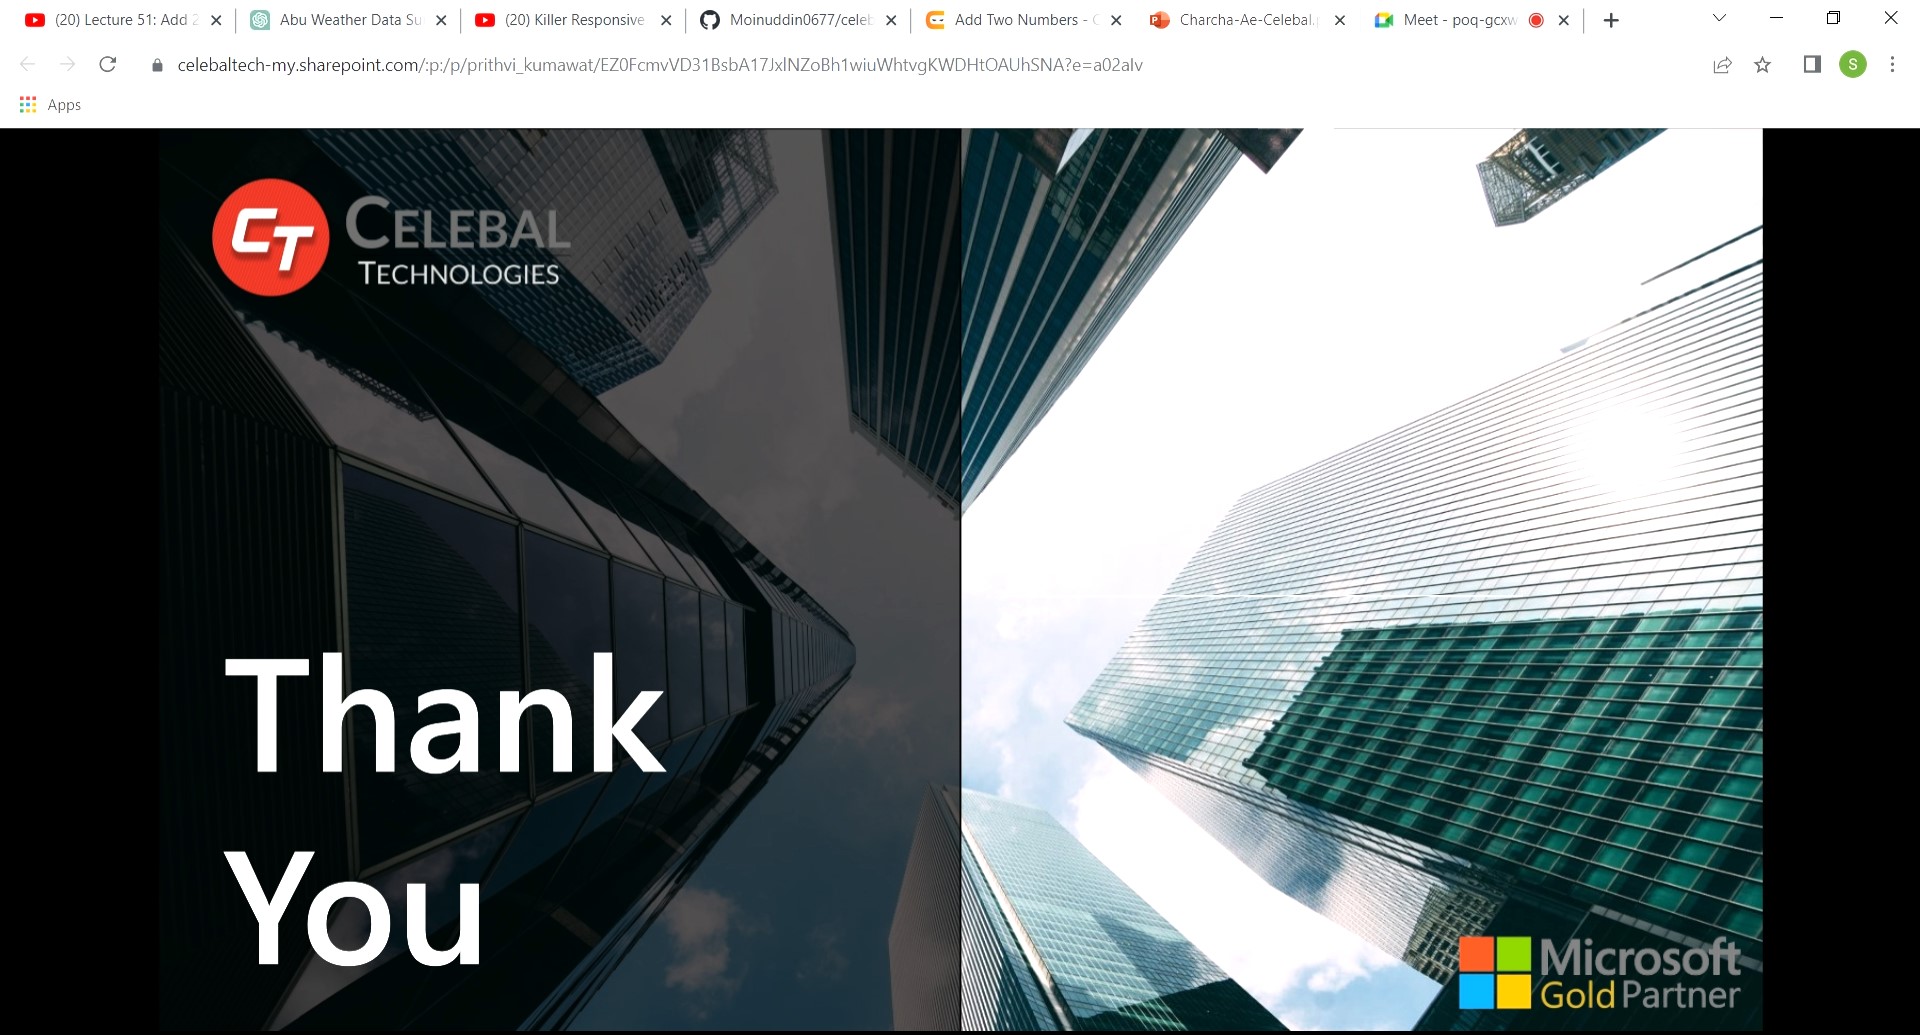 (20) Lecture 51: Add 2
Abu Weather Data Su
(20) Killer Responsive
Moinuddin0677/celeb
Add Two Numbers - C
Charcha-Ae-Celebal.p
Meet - poq-gcxw
celebaltech-my.sharepoint.com/:p:/p/prithvi_kumawat/EZ0FcmvVD31BsbA17JxlNZoBh1wiuWhtvgKWDHtOAUhSNA?e=a02aIv
S
Apps
CT
CELEBAL
TECHNOLOGIES
Thank
You
Microsoft
Gold Partner